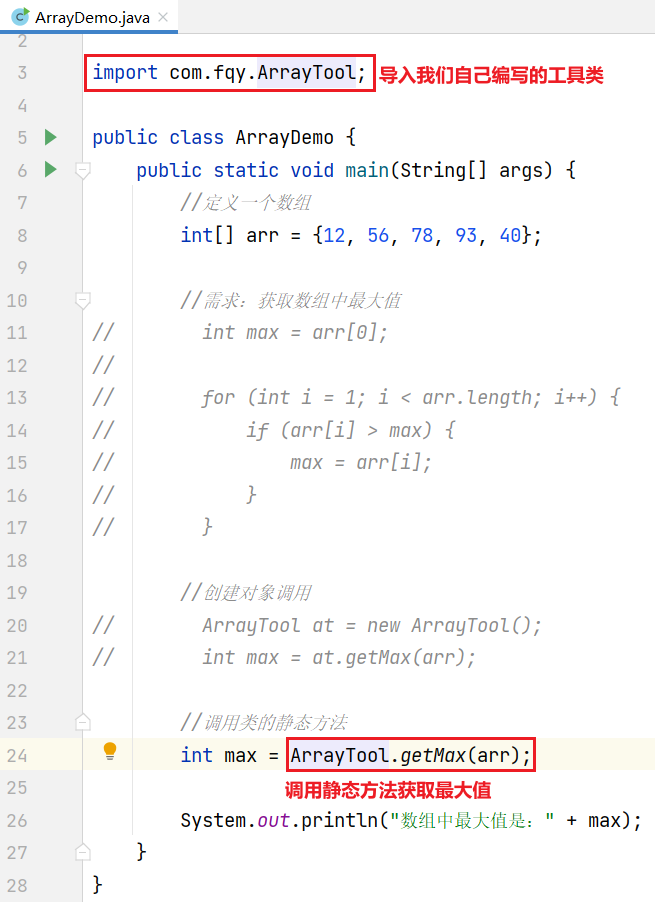 ArrayDemo.java
2
3 import com.fqy.ArrayTool; 导入我们自己编写的工具类
4
5 public class ArrayDemo {
6 public static void main(String[] args) {
7 //定义一个数组
8 int[] arr = {12, 56, 78, 93, 40};
9
10 //需求：获取数组中最大值
11 // int max = arr[0];
12 //
13 // for (int i = 1; i < arr.length; i++) {
14 // if (arr[i] > max) {
15 // max = arr[i];
16 // }
17 // }
18
19 //创建对象调用
20 // ArrayTool at = new ArrayTool();
21 // int max = at.getMax(arr);
22
23 //调用类的静态方法
24 int max = ArrayTool.getMax(arr);
25 调用静态方法获取最大值
26 System.out.println("数组中最大值是：" + max);
27 }
28 }